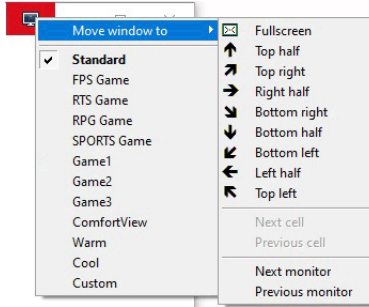 Move window to
Standard
FPS Game
RTS Game
RPG Game
SPORTS Game
Game1
Game2
Game3
ComfortView
Warm
Cool
Custom
Fullscreen
Top half
Top right
Right half
Bottom right
Bottom half
Bottom left
Left half
Top left
Next cell
Previous cell
Next monitor
Previous monitor